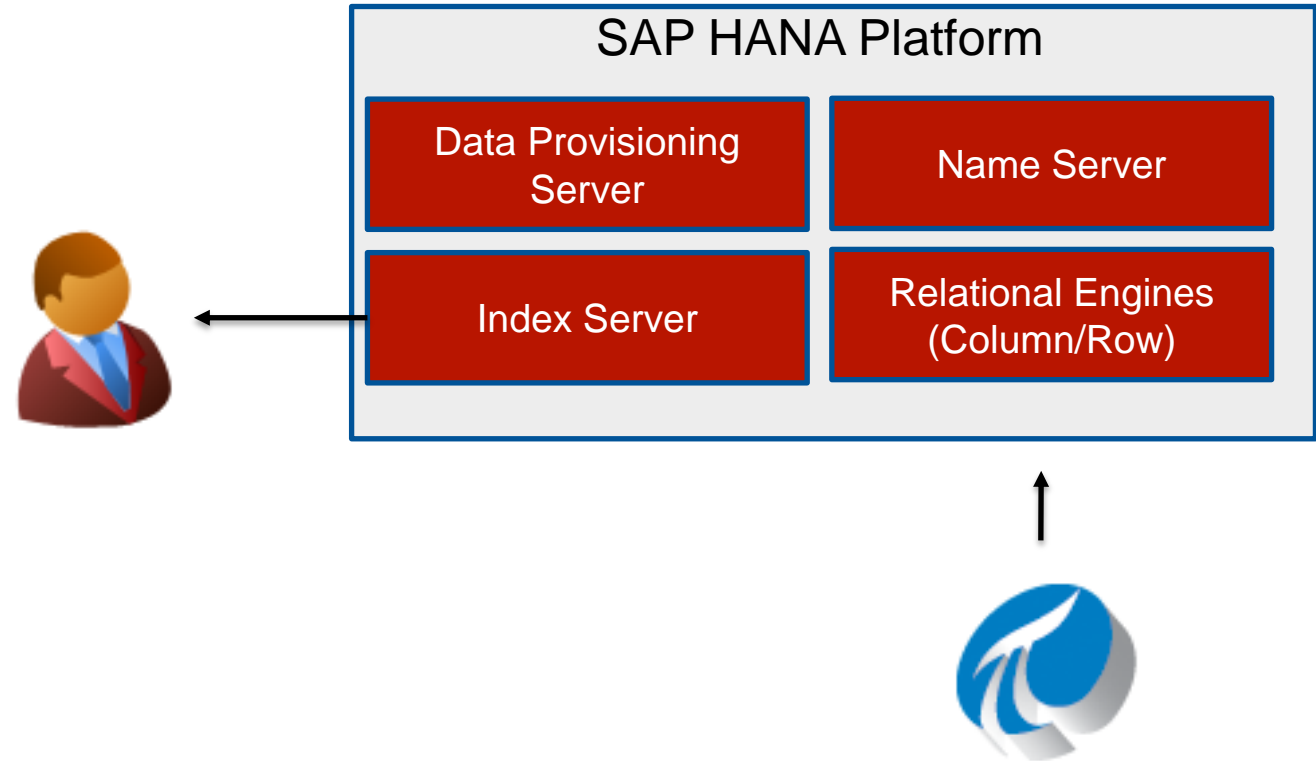 SAP HANA Platform
Data Provisioning
Server
Name Server
Index Server
Relational Engines
(Column/Row)